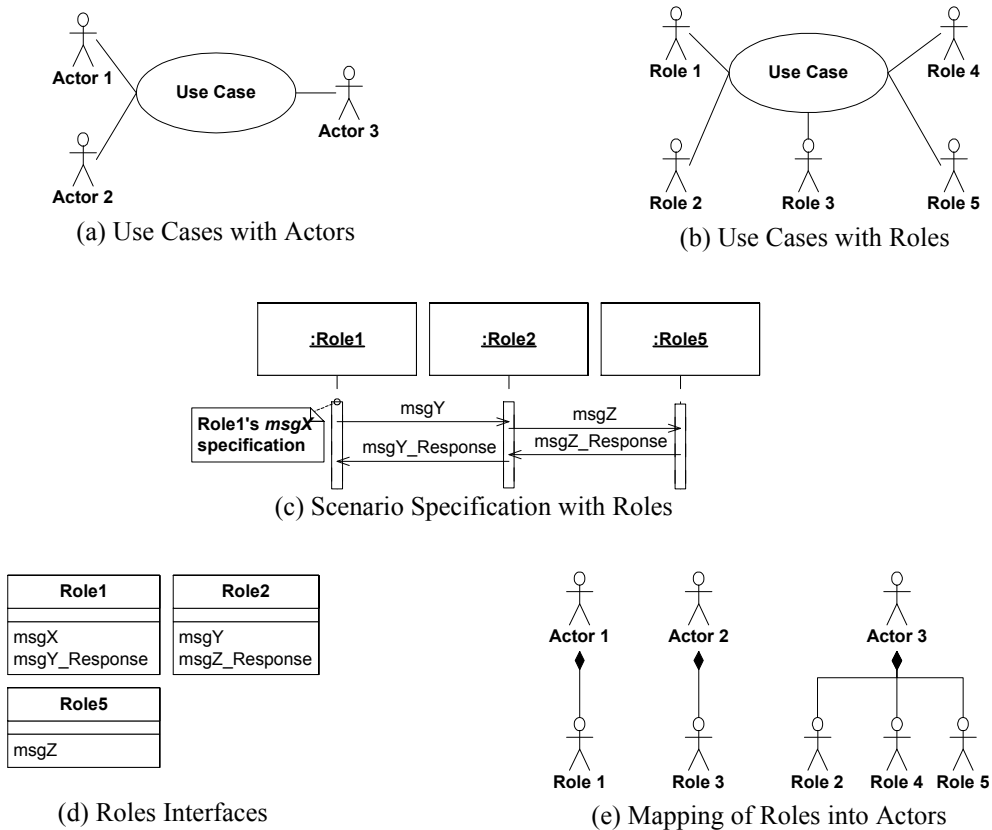 Actor 1
Use Case
Actor 3
Actor 2
(a) Use Cases with Actors
Role 1
Use Case
Role 4
Role 2
Role 3
Role 5
(b) Use Cases with Roles
:Role1
:Role2
:Role5
Role1's msgX
specification
msgY
msgZ
msgY_Response
msgZ_Response
(c) Scenario Specification with Roles
Role1
msgX
msgY_Response
Role2
msgY
msgZ_Response
Role5
msgZ
(d) Roles Interfaces
Actor 1
Actor 2
Actor 3
Role 1
Role 3
Role 2
Role 4
Role 5
(e) Mapping of Roles into Actors